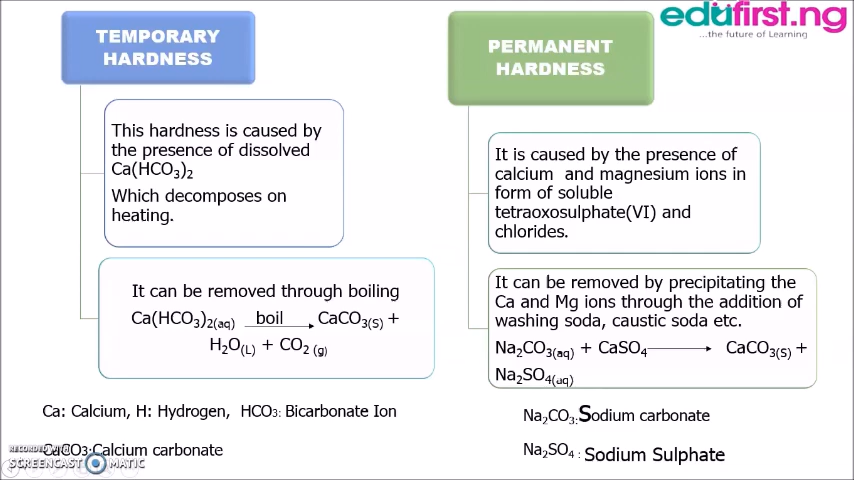 edufirst.ng
...the future of Learning
TEMPORARY
HARDNESS
This hardness is caused by
the presence of dissolved
Ca(HCO₃)₂
Which decomposes on
heating.
It can be removed through boiling
Ca(HCO₃)₂(aq) boil CaCO₃(S) +
H₂O(L) + CO₂ (g)
Ca: Calcium, H: Hydrogen, HCO₃: Bicarbonate Ion
CaCO3:Calcium carbonate
PERMANENT
HARDNESS
It is caused by the presence of
calcium and magnesium ions in
form of soluble
tetraoxosulphate(VI) and
chlorides.
It can be removed by precipitating the
Ca and Mg ions through the addition of
washing soda, caustic soda etc.
Na₂CO₃(aq) + CaSO₄ → CaCO₃(S) +
Na₂SO₄(aq)
Na₂CO₃:Sodium carbonate
Na₂SO₄ : Sodium Sulphate
RECORDED WITH
SCREENCAST MATIC